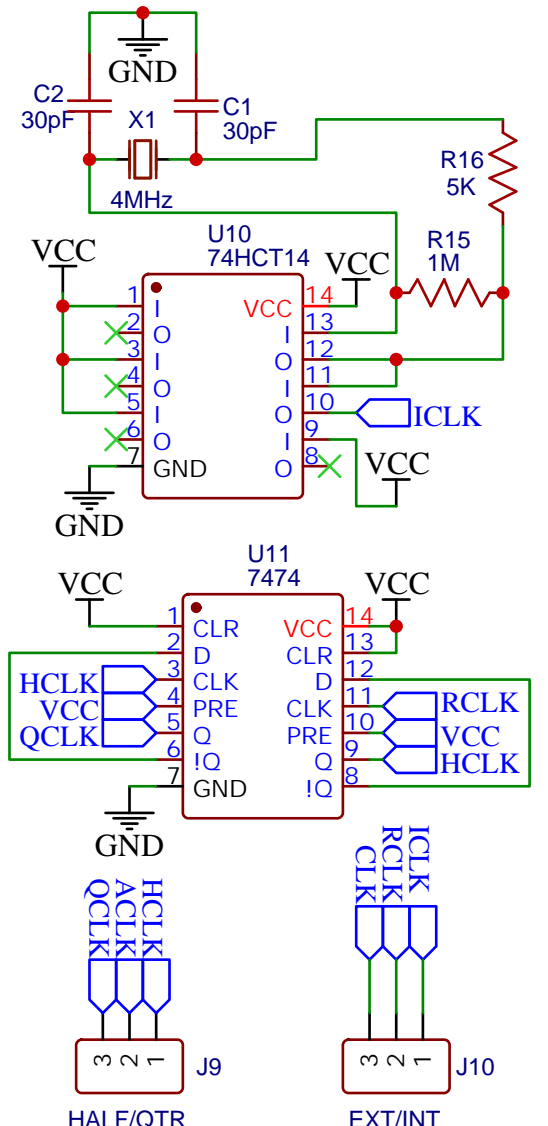 GND
C2
30pF
C1
30pF
X1
4MHz
R16
5K
R15
1M
U10
74HCT14
VCC
VCC
1 I
2 O
3 I
4 O
5 I
6 O
7 GND
VCC 14
I 13
O 12
I 11
O 10
I 9
O 8
ICLK
VCC
GND
U11
7474
VCC
VCC
1 CLR
2 D
3 CLK
4 PRE
5 Q
6 !Q
7 GND
VCC 14
CLR 13
D 12
CLK 11
PRE 10
Q 9
!Q 8
HCLK
VCC
QCLK
RCLK
VCC
HCLK
GND
QCLK
ACLK
HCLK
3 2 1
J9
HALF/QTR
CLK
RCLK
ICLK
3 2 1
J10
EXT/INT